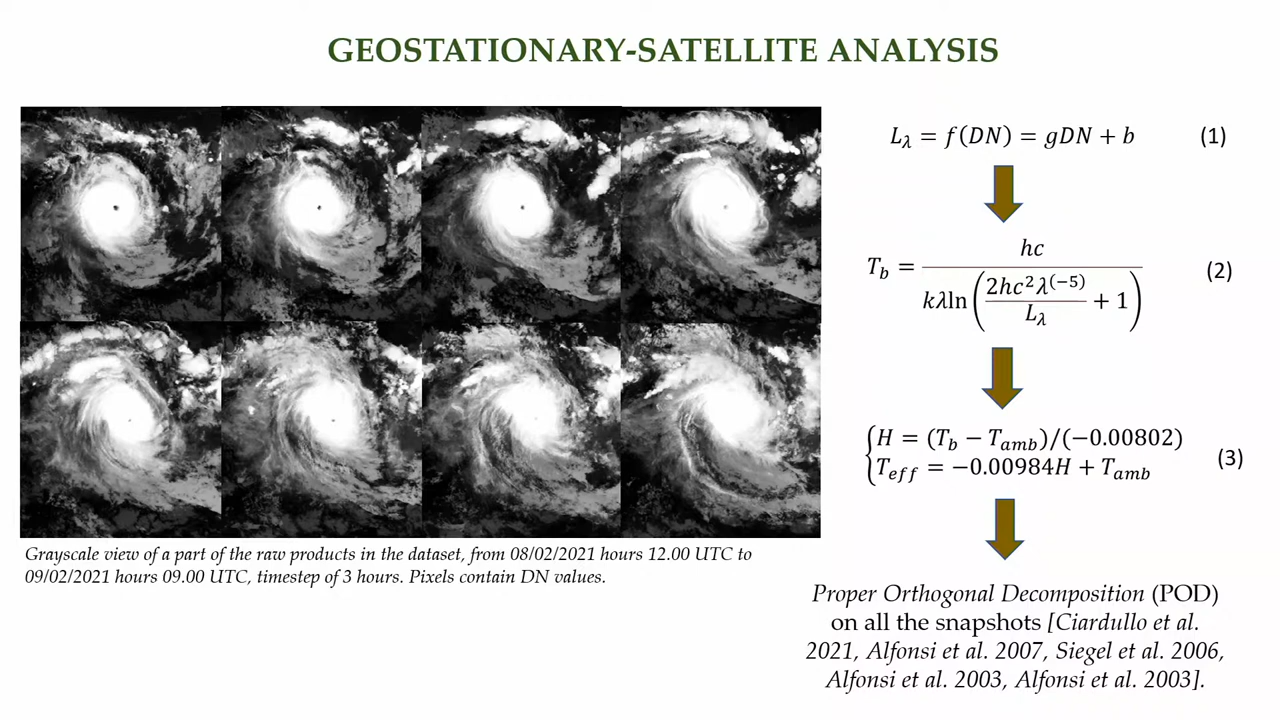 GEOSTATIONARY-SATELLITE ANALYSIS
L_λ = f(DN) = gDN + b (1)
T_b = hc / (kλln(2hc²λ^(−5) / L_λ + 1)) (2)
{H = (T_b − T_amb)/(−0.00802)
T_eff = −0.00984H + T_amb (3)
Grayscale view of a part of the raw products in the dataset, from 08/02/2021 hours 12.00 UTC to
09/02/2021 hours 09.00 UTC, timestep of 3 hours. Pixels contain DN values.
Proper Orthogonal Decomposition (POD)
on all the snapshots [Ciardullo et al.
2021, Alfonsi et al. 2007, Siegel et al. 2006,
Alfonsi et al. 2003, Alfonsi et al. 2003].